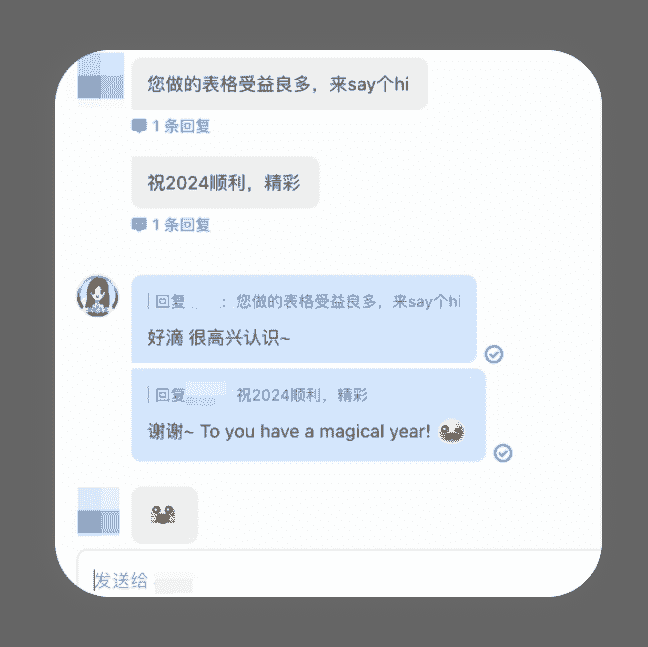 您做的表格受益良多，来say个hi
1 条回复
祝2024顺利，精彩
1 条回复
回复 ： 您做的表格受益良多，来say个hi
好滴 很高兴认识~
回复 祝2024顺利，精彩
谢谢~ To you have a magical year!
发送给